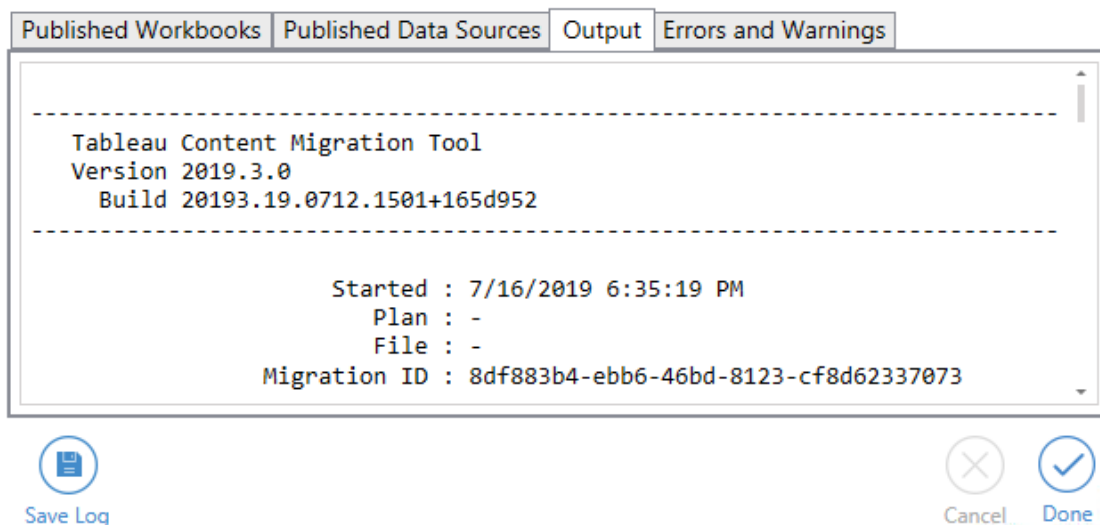 Published Workbooks Published Data Sources Output Errors and Warnings
---------------------------------------------------------------------------
Tableau Content Migration Tool
Version 2019.3.0
Build 20193.19.0712.1501+165d952
---------------------------------------------------------------------------
Started : 7/16/2019 6:35:19 PM
Plan : -
File : -
Migration ID : 8df883b4-ebb6-46bd-8123-cf8d62337073
Save Log Cancel Done